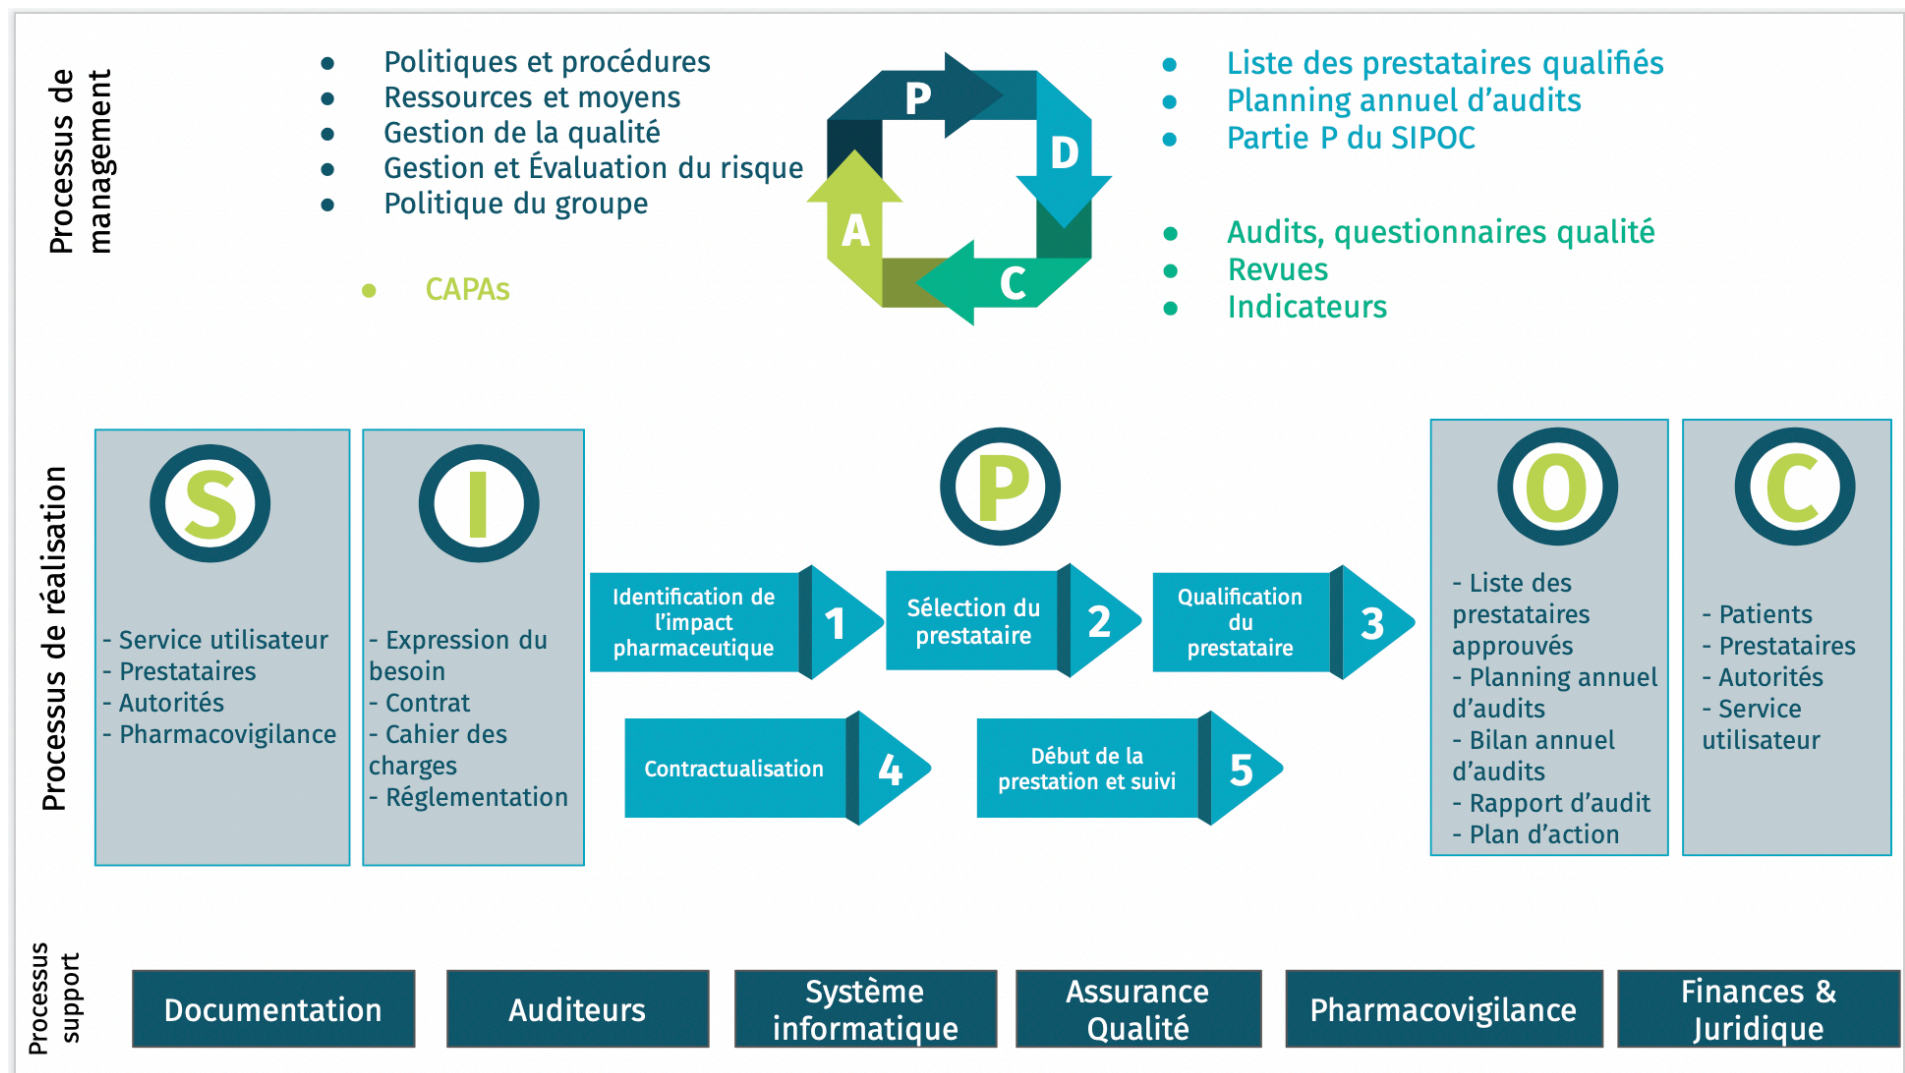 Processus de
management
Politiques et procédures
Ressources et moyens
Gestion de la qualité
Gestion et Évaluation du risque
Politique du groupe
CAPAs
P
D
C
A
Liste des prestataires qualifiés
Planning annuel d’audits
Partie P du SIPOC
Audits, questionnaires qualité
Revues
Indicateurs
Processus de réalisation
S
- Service utilisateur
- Prestataires
- Autorités
- Pharmacovigilance
I
- Expression du
besoin
- Contrat
- Cahier des
charges
- Réglementation
P
Identification de
l’impact
pharmaceutique
1
Sélection du
prestataire
2
Qualification
du
prestataire
3
Contractualisation
4
Début de la
prestation et suivi
5
O
- Liste des
prestataires
approuvés
- Planning annuel
d’audits
- Bilan annuel
d’audits
- Rapport d’audit
- Plan d’action
C
- Patients
- Prestataires
- Autorités
- Service
utilisateur
Processus
support
Documentation
Auditeurs
Système
informatique
Assurance
Qualité
Pharmacovigilance
Finances &
Juridique